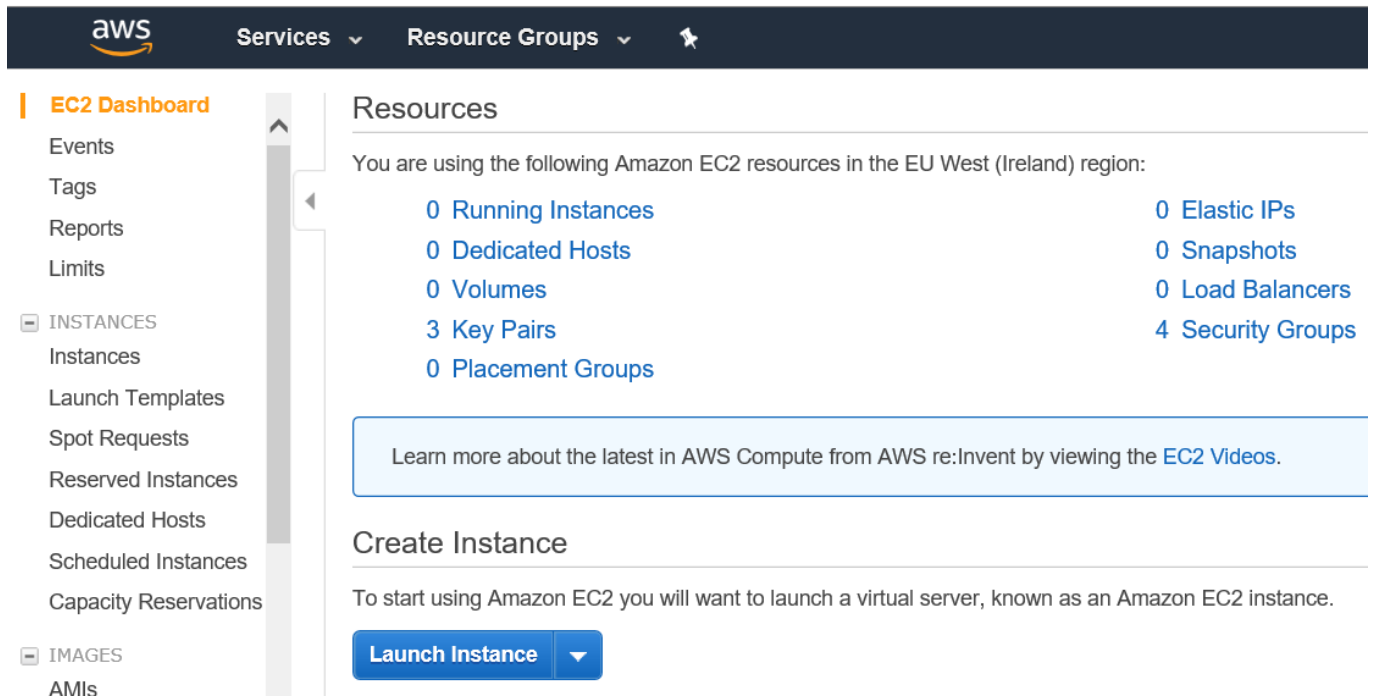 aws
Services
Resource Groups
EC2 Dashboard
Events
Tags
Reports
Limits
INSTANCES
Instances
Launch Templates
Spot Requests
Reserved Instances
Dedicated Hosts
Scheduled Instances
Capacity Reservations
IMAGES
AMIs
Resources
You are using the following Amazon EC2 resources in the EU West (Ireland) region:
0 Running Instances
0 Dedicated Hosts
0 Volumes
3 Key Pairs
0 Placement Groups
0 Elastic IPs
0 Snapshots
0 Load Balancers
4 Security Groups
Learn more about the latest in AWS Compute from AWS re:Invent by viewing the EC2 Videos.
Create Instance
To start using Amazon EC2 you will want to launch a virtual server, known as an Amazon EC2 instance.
Launch Instance